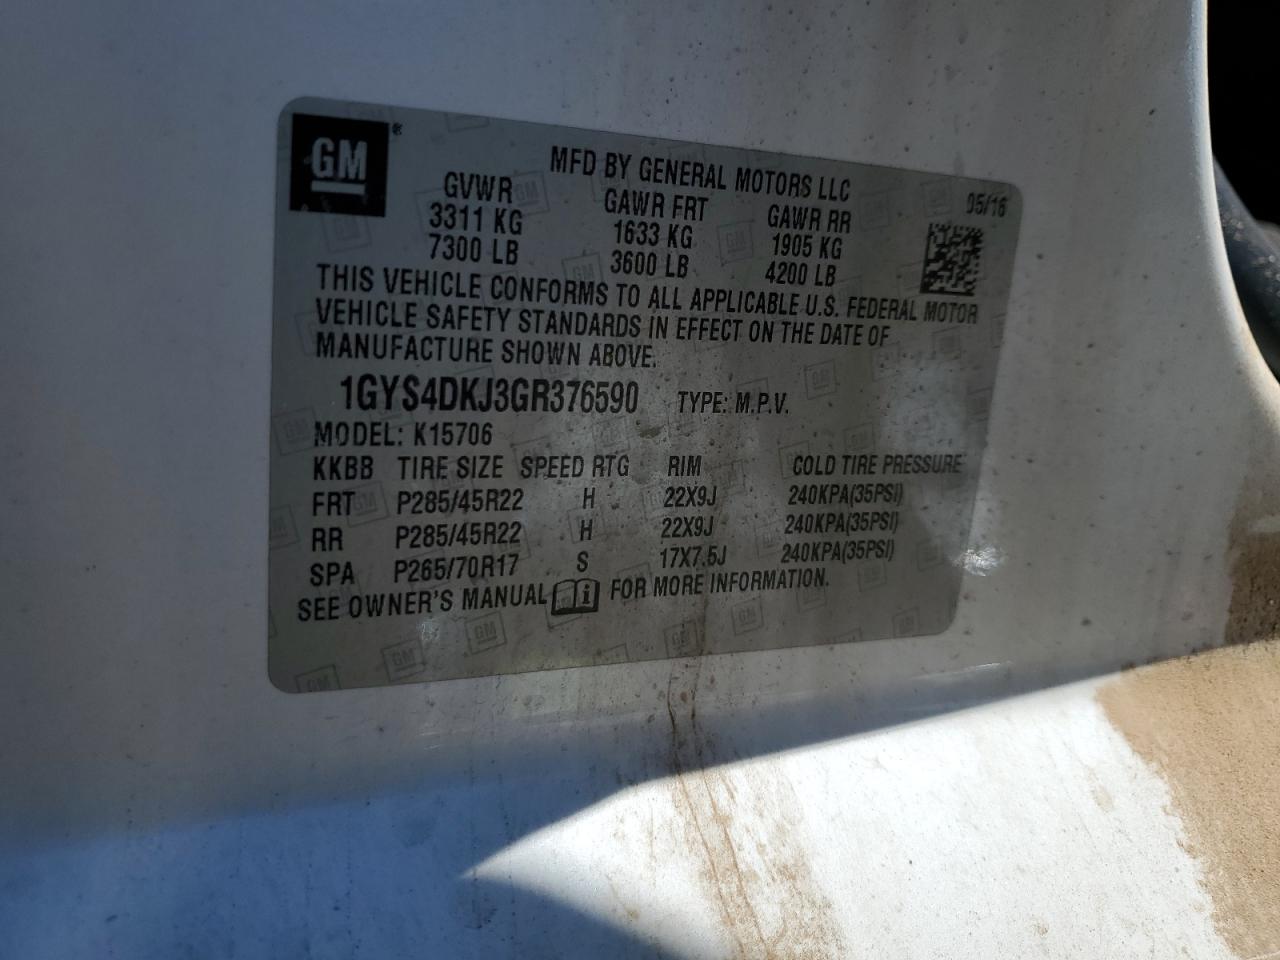 GM®
MFD BY GENERAL MOTORS LLC
05/16
GVWR GAWR FRT GAWR RR
3311 KG 1633 KG 1905 KG
7300 LB 3600 LB 4200 LB
THIS VEHICLE CONFORMS TO ALL APPLICABLE U.S. FEDERAL MOTOR
VEHICLE SAFETY STANDARDS IN EFFECT ON THE DATE OF
MANUFACTURE SHOWN ABOVE.
1GYS4DKJ3GR376590 TYPE: M.P.V.
MODEL: K15706
KKBB TIRE SIZE SPEED RTG RIM COLD TIRE PRESSURE
FRT P285/45R22 H 22X9J 240KPA(35PSI)
RR P285/45R22 H 22X9J 240KPA(35PSI)
SPA P265/70R17 S 17X7.5J 240KPA(35PSI)
SEE OWNER'S MANUAL FOR MORE INFORMATION.